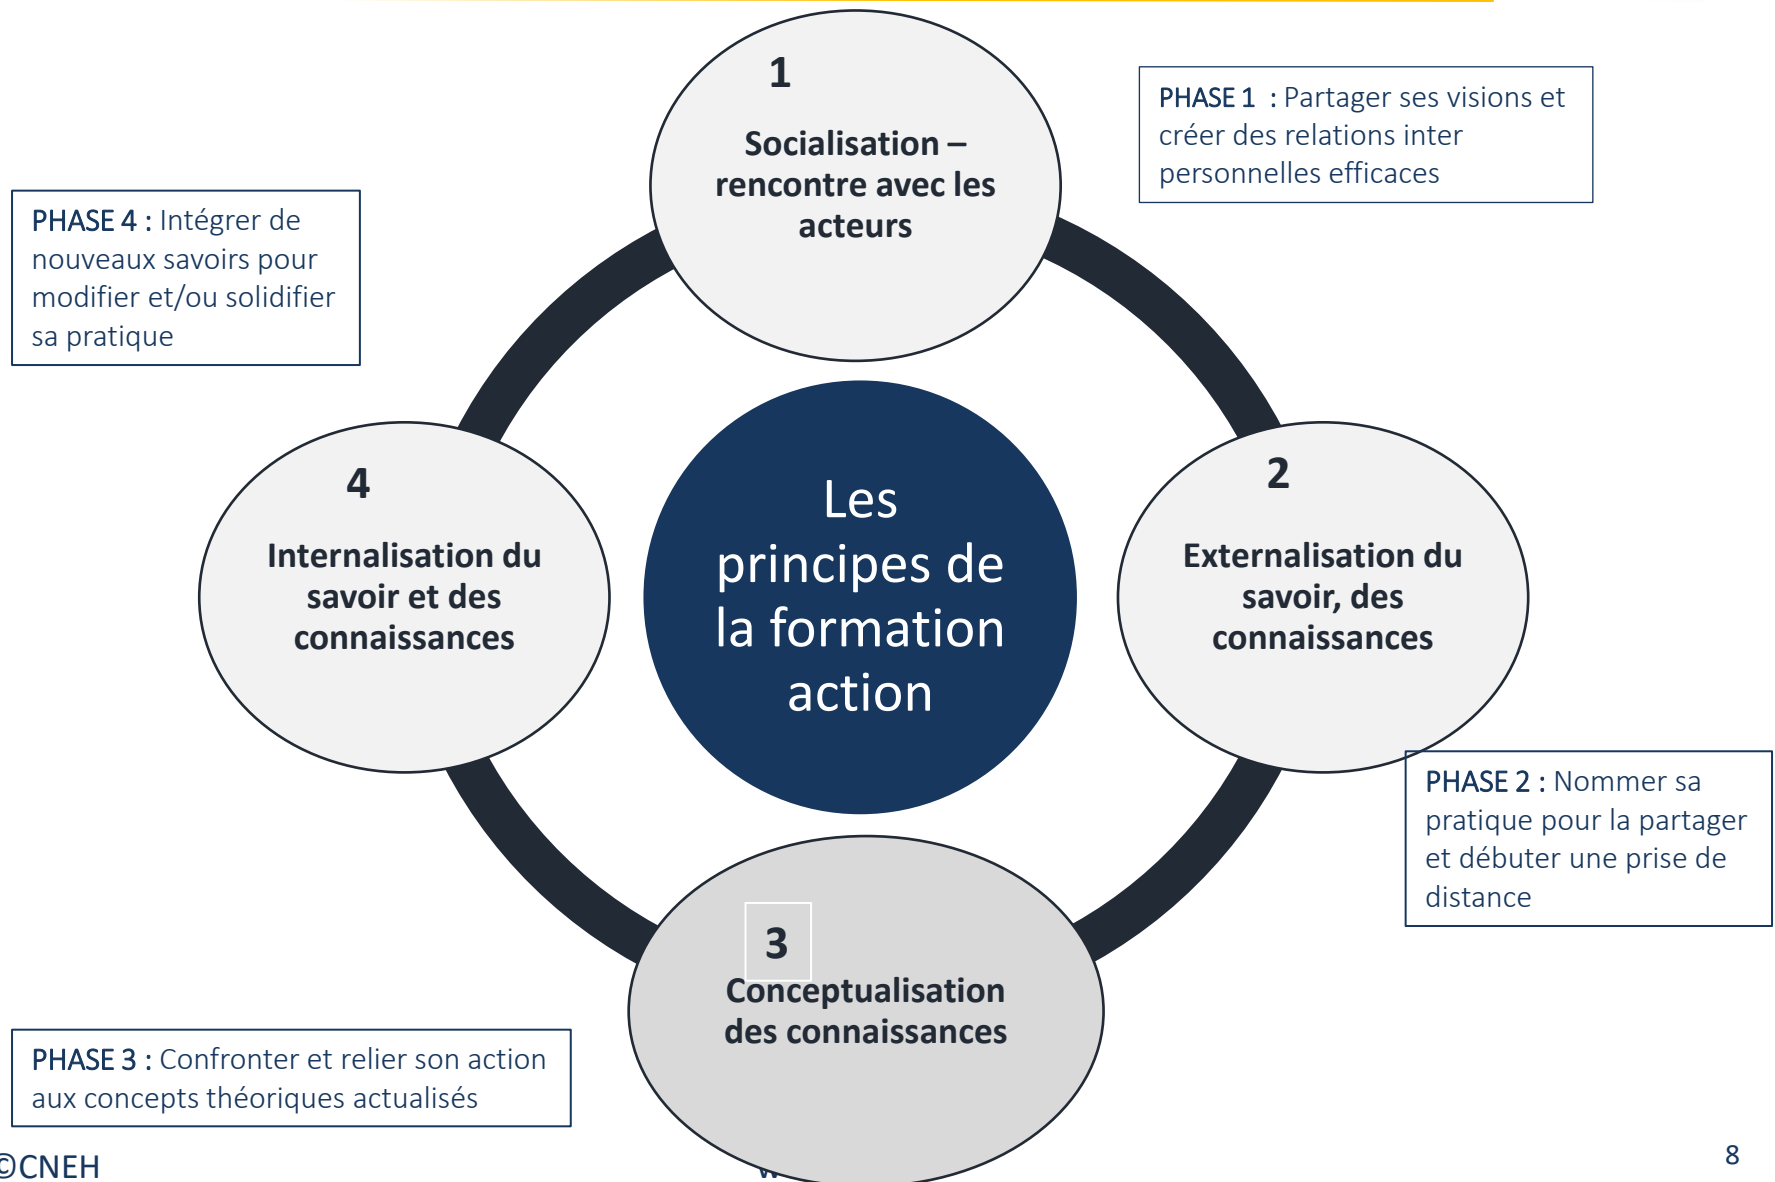 1
Socialisation –
rencontre avec les
acteurs
PHASE 1 : Partager ses visions et
créer des relations inter
personnelles efficaces
PHASE 4 : Intégrer de
nouveaux savoirs pour
modifier et/ou solidifier
sa pratique
4
Internalisation du
savoir et des
connaissances
Les
principes de
la formation
action
2
Externalisation du
savoir, des
connaissances
PHASE 2 : Nommer sa
pratique pour la partager
et débuter une prise de
distance
3
Conceptualisation
des connaissances
PHASE 3 : Confronter et relier son action
aux concepts théoriques actualisés
©CNEH
8